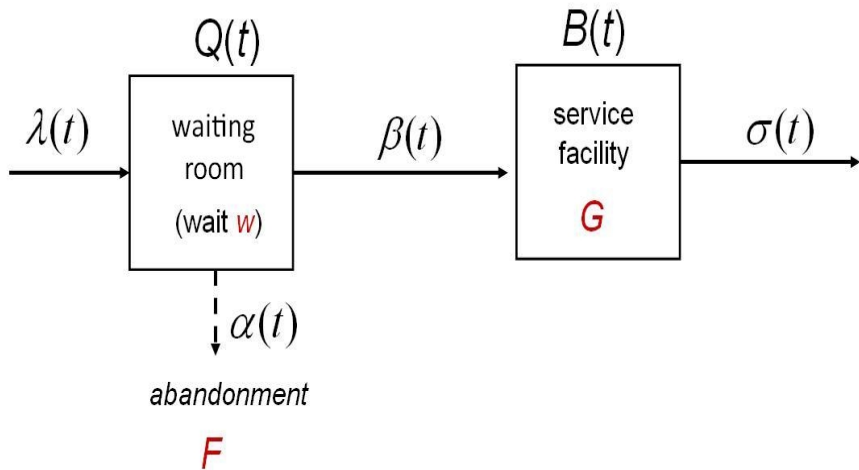 Q(t)
B(t)
λ(t)
waiting
room
(wait w)
β(t)
service
facility
G
σ(t)
α(t)
abandonment
F